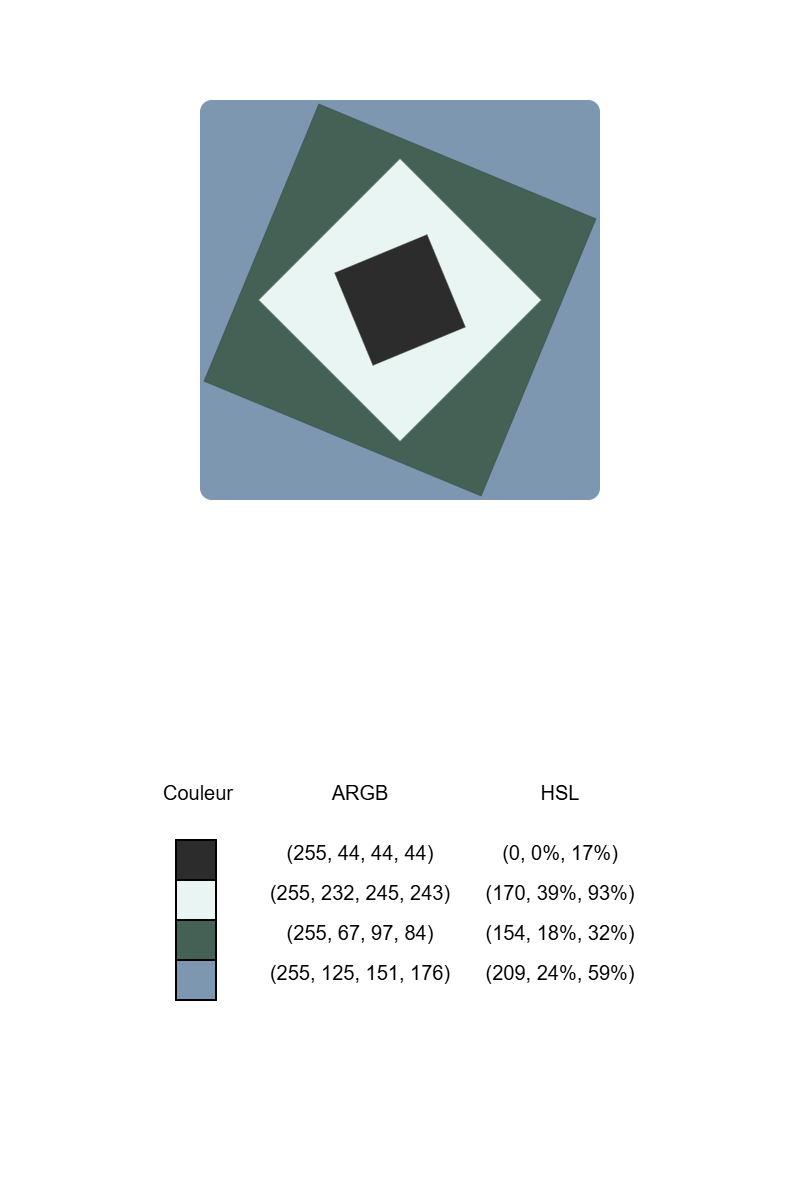 Couleur ARGB HSL
(255, 44, 44, 44) (0, 0%, 17%)
(255, 232, 245, 243) (170, 39%, 93%)
(255, 67, 97, 84) (154, 18%, 32%)
(255, 125, 151, 176) (209, 24%, 59%)